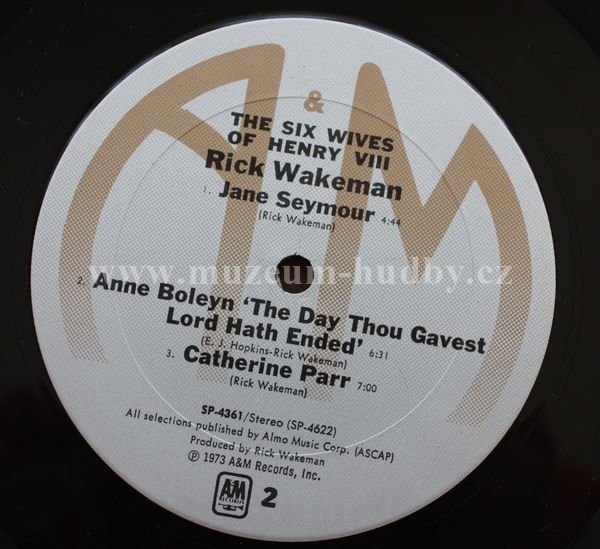 A & M
THE SIX WIVES
OF HENRY VIII
Rick Wakeman
1. Jane Seymour 4:44
(Rick Wakeman)
www.muzeum-hudby.cz
2. Anne Boleyn ‘The Day Thou Gavest
Lord Hath Ended’ 6:31
(E. J. Hopkins-Rick Wakeman)
3. Catherine Parr 7:00
(Rick Wakeman)
SP-4361/Stereo (SP-4622)
All selections published by Almo Music Corp. (ASCAP)
Produced by Rick Wakeman
℗ 1973 A&M Records, Inc.
A&M
RECORDS
2